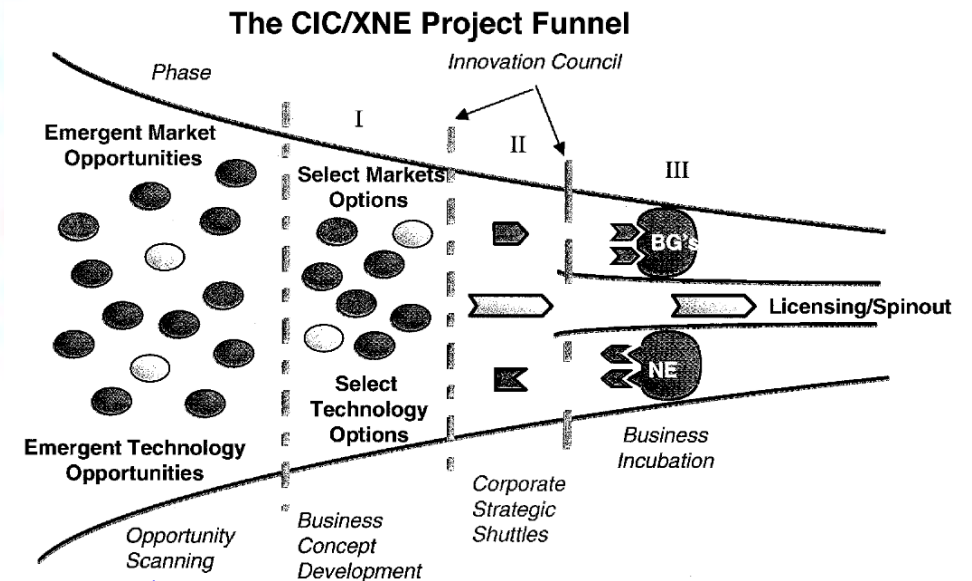 The CIC/XNE Project Funnel
Phase
Innovation Council
I
II
III
Emergent Market
Opportunities
Select Markets
Options
BG's
Licensing/Spinout
NE
Select
Technology
Options
Emergent Technology
Opportunities
Business
Incubation
Corporate
Strategic
Shuttles
Business
Concept
Development
Opportunity
Scanning